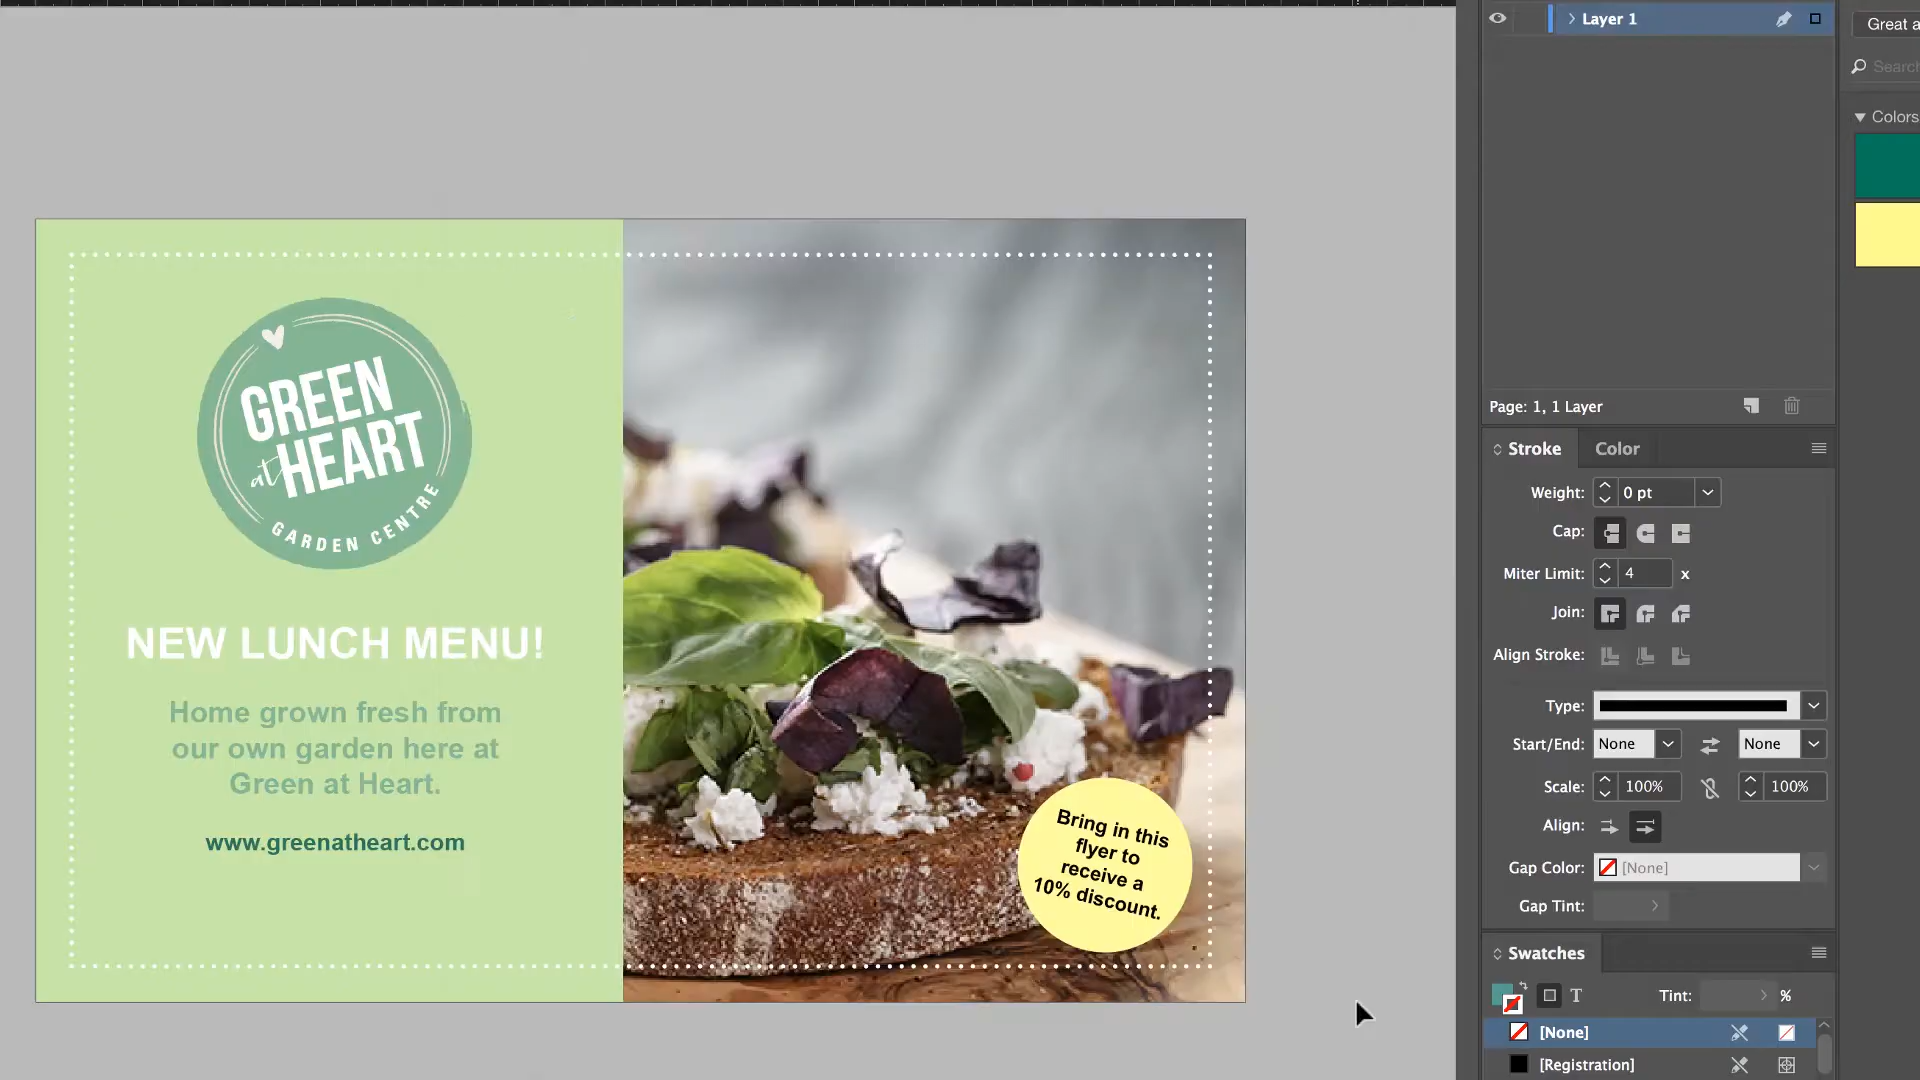 GREEN
at HEART
GARDEN CENTRE
NEW LUNCH MENU!
Home grown fresh from
our own garden here at
Green at Heart.
www.greenatheart.com
Bring in this
flyer to
receive a
10% discount.
Layer 1
Page: 1, 1 Layer
Stroke
Color
Weight: 0 pt
Cap:
Miter Limit: 4 x
Join:
Align Stroke:
Type:
Start/End: None None
Scale: 100% 100%
Align:
Gap Color: [None]
Gap Tint:
Swatches
T Tint: %
[None]
[Registration]
Great a
Search
Colors